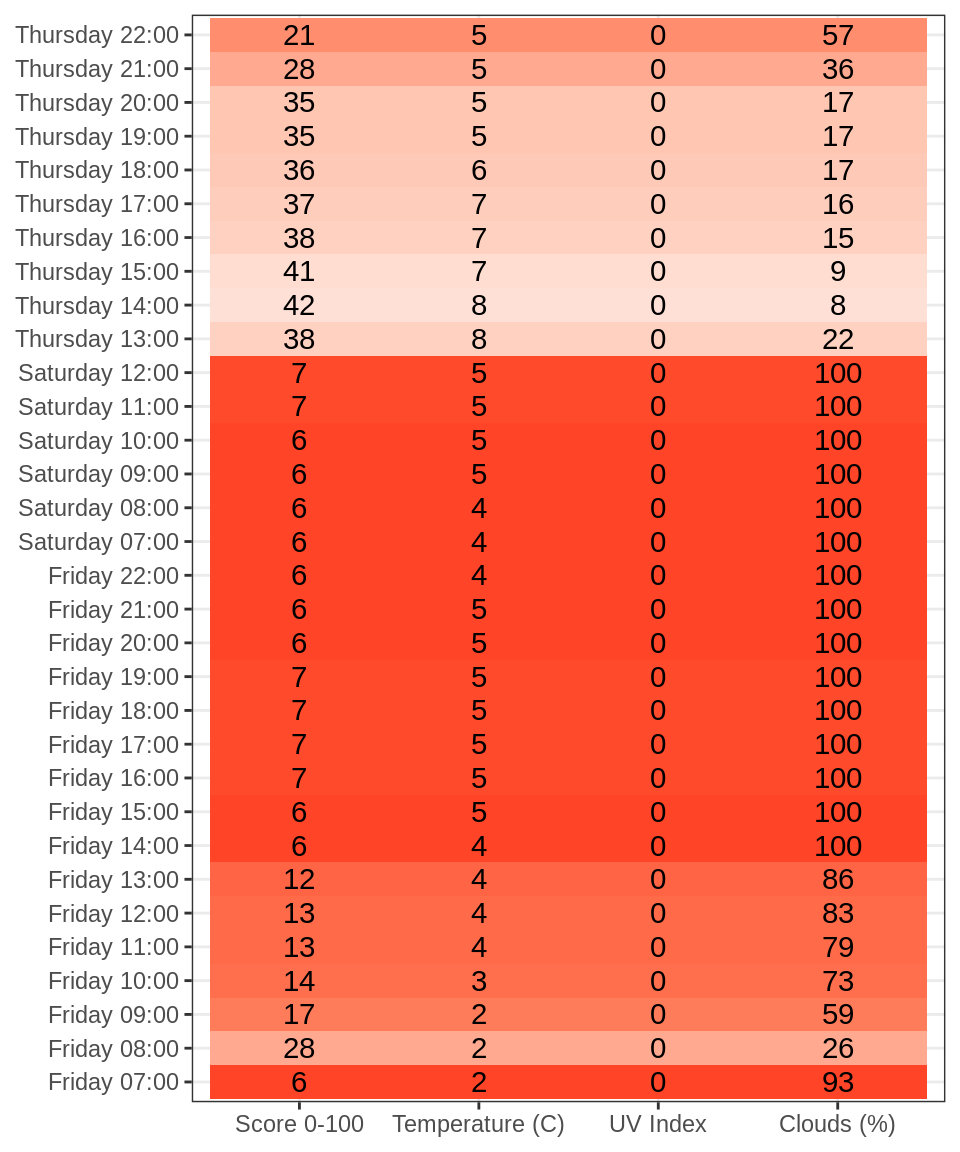 Thursday 22:00 21 5 0 57
Thursday 21:00 28 5 0 36
Thursday 20:00 35 5 0 17
Thursday 19:00 35 5 0 17
Thursday 18:00 36 6 0 17
Thursday 17:00 37 7 0 16
Thursday 16:00 38 7 0 15
Thursday 15:00 41 7 0 9
Thursday 14:00 42 8 0 8
Thursday 13:00 38 8 0 22
Saturday 12:00 7 5 0 100
Saturday 11:00 7 5 0 100
Saturday 10:00 6 5 0 100
Saturday 09:00 6 5 0 100
Saturday 08:00 6 4 0 100
Saturday 07:00 6 4 0 100
Friday 22:00 6 4 0 100
Friday 21:00 6 5 0 100
Friday 20:00 6 5 0 100
Friday 19:00 7 5 0 100
Friday 18:00 7 5 0 100
Friday 17:00 7 5 0 100
Friday 16:00 7 5 0 100
Friday 15:00 6 5 0 100
Friday 14:00 6 4 0 100
Friday 13:00 12 4 0 86
Friday 12:00 13 4 0 83
Friday 11:00 13 4 0 79
Friday 10:00 14 3 0 73
Friday 09:00 17 2 0 59
Friday 08:00 28 2 0 26
Friday 07:00 6 2 0 93
Score 0-100 Temperature (C) UV Index Clouds (%)